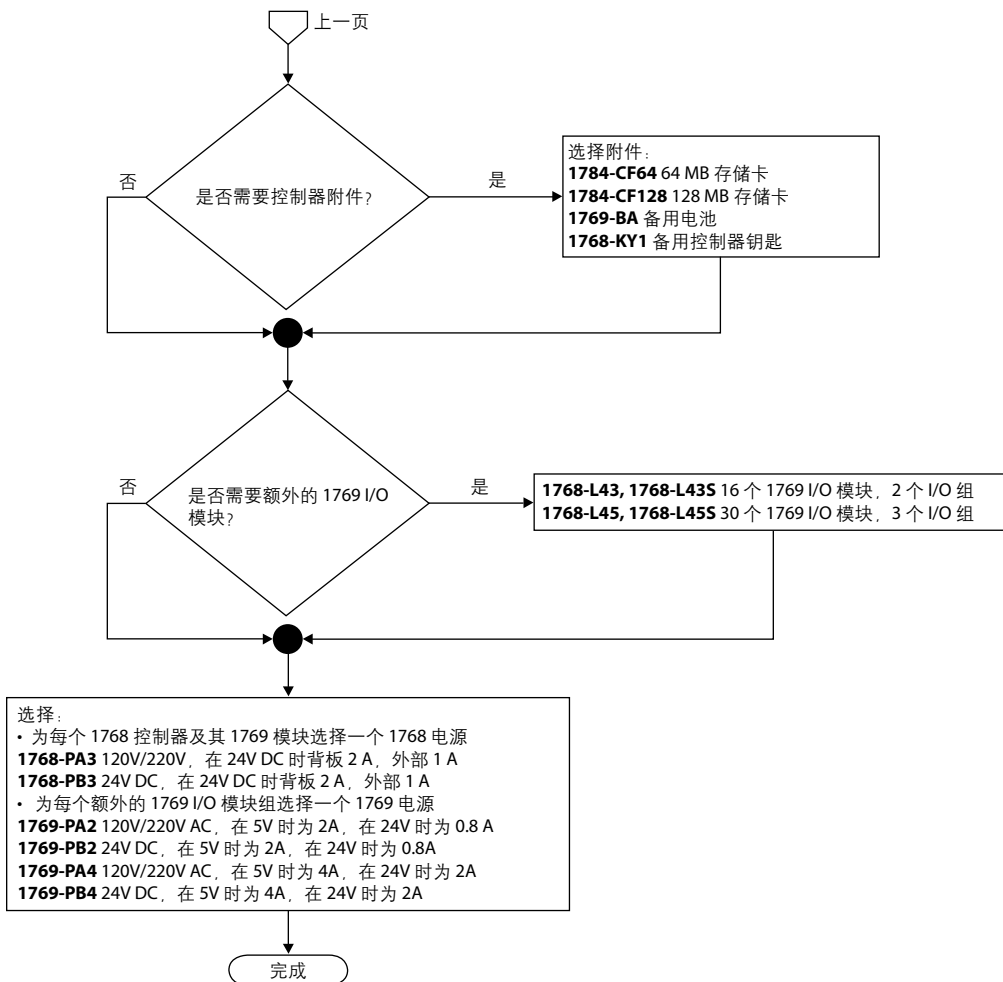 上一页
是否需要控制器附件？
否
是
选择附件：
1784-CF64 64 MB 存储卡
1784-CF128 128 MB 存储卡
1769-BA 备用电池
1768-KY1 备用控制器钥匙
是否需要额外的 1769 I/O
模块？
否
是
1768-L43, 1768-L43S 16 个 1769 I/O 模块，2 个 I/O 组
1768-L45, 1768-L45S 30 个 1769 I/O 模块，3 个 I/O 组
选择：
• 为每个 1768 控制器及其 1769 模块选择一个 1768 电源
1768-PA3 120V/220V，在 24V DC 时背板 2 A，外部 1 A
1768-PB3 24V DC，在 24V DC 时背板 2 A，外部 1 A
• 为每个额外的 1769 I/O 模块组选择一个 1769 电源
1769-PA2 120V/220V AC，在 5V 时为 2A，在 24V 时为 0.8 A
1769-PB2 24V DC，在 5V 时为 2A，在 24V 时为 0.8A
1769-PA4 120V/220V AC，在 5V 时为 4A，在 24V 时为 2A
1769-PB4 24V DC，在 5V 时为 4A，在 24V 时为 2A
完成